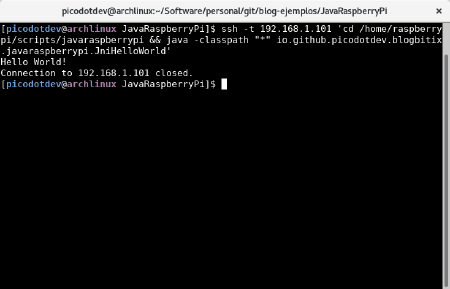 picodotdev@archlinux:~/Software/personal/git/blog-ejemplos/JavaRaspberryPi
[picodotdev@archlinux JavaRaspberryPi]$ ssh -t 192.168.1.101 'cd /home/raspberry
pi/scripts/javaraspberrypi && java -classpath "*" io.github.picodotdev.blogbitix
.javaraspberrypi.JniHelloWorld'
Hello World!
Connection to 192.168.1.101 closed.
[picodotdev@archlinux JavaRaspberryPi]$